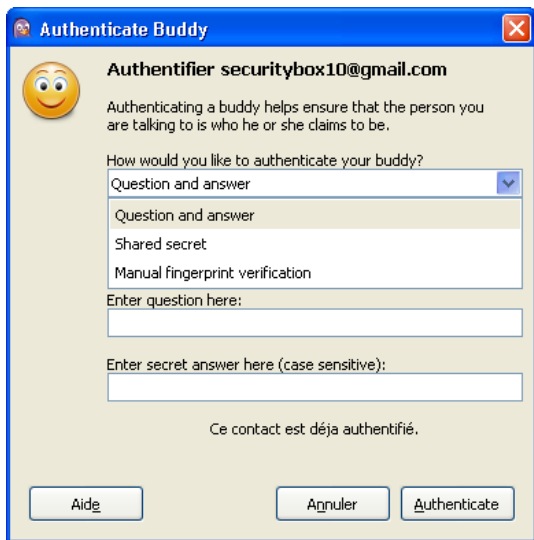 Authenticate Buddy
Authentifier securitybox10@gmail.com
Authenticating a buddy helps ensure that the person you
are talking to is who he or she claims to be.
How would you like to authenticate your buddy?
Question and answer
Question and answer
Shared secret
Manual fingerprint verification
Enter question here:
Enter secret answer here (case sensitive):
Ce contact est déja authentifié.
Aide
Annuler
Authenticate